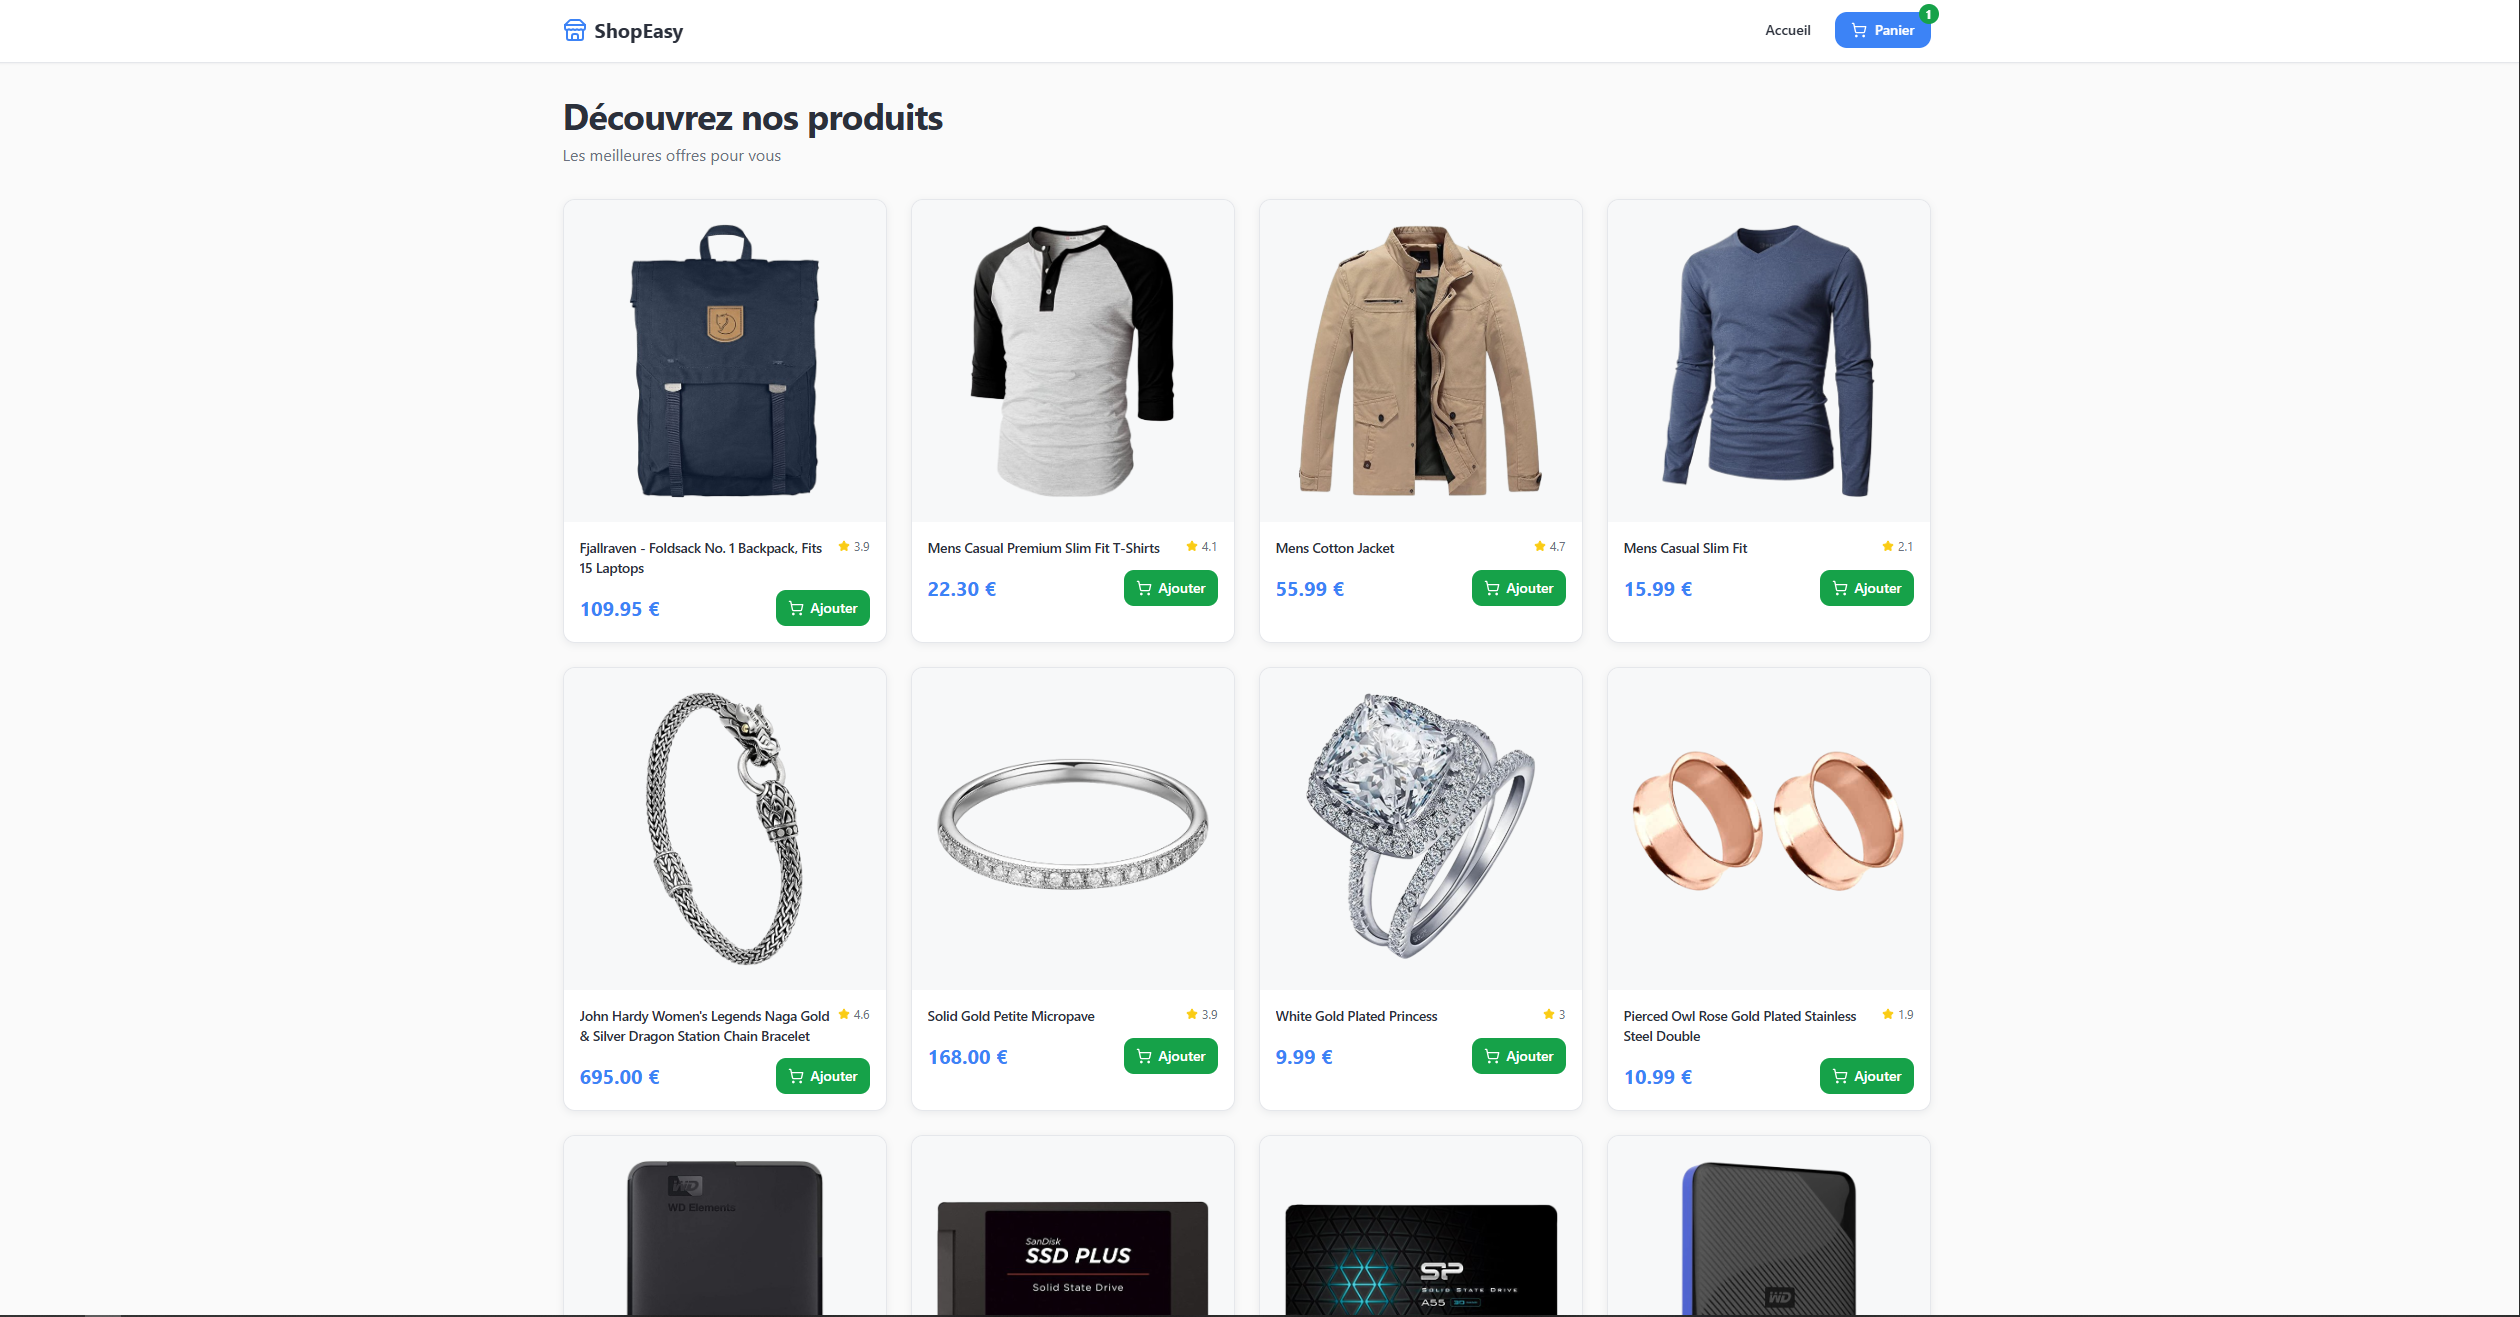 ShopEasy
Accueil
Panier
1
Découvrez nos produits
Les meilleures offres pour vous
Fjallraven - Foldsack No. 1 Backpack, Fits
15 Laptops
3.9
109.95 €
Ajouter
Mens Casual Premium Slim Fit T-Shirts
4.1
22.30 €
Ajouter
Mens Cotton Jacket
4.7
55.99 €
Ajouter
Mens Casual Slim Fit
2.1
15.99 €
Ajouter
John Hardy Women's Legends Naga Gold
& Silver Dragon Station Chain Bracelet
4.6
695.00 €
Ajouter
Solid Gold Petite Micropave
3.9
168.00 €
Ajouter
White Gold Plated Princess
3
9.99 €
Ajouter
Pierced Owl Rose Gold Plated Stainless
Steel Double
1.9
10.99 €
Ajouter
WD
WD Elements
SanDisk
SSD PLUS
Solid State Drive
SP
SOLID STATE DRIVE
A55
WD